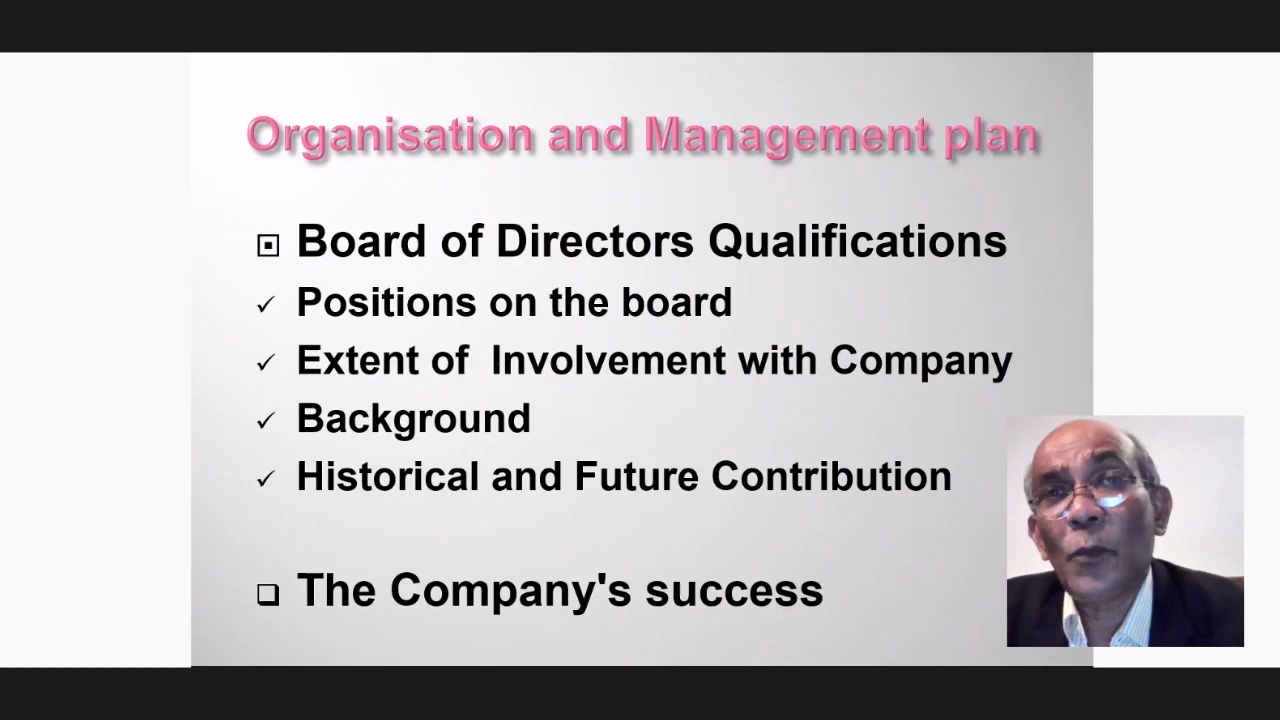 Organisation and Management plan
Board of Directors Qualifications
Positions on the board
Extent of  Involvement with Company
Background
Historical and Future Contribution
The Company's success